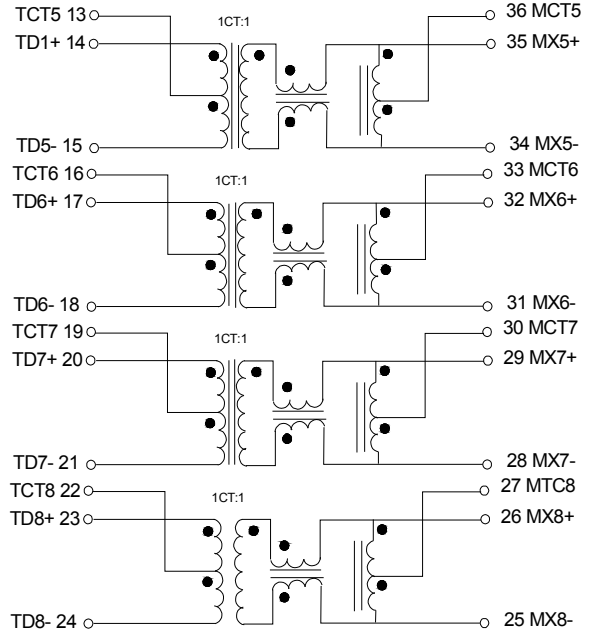 TCT5 13 1CT:1 36 MCT5
TD1+ 14 35 MX5+
TD5- 15 34 MX5-
TCT6 16 1CT:1 33 MCT6
TD6+ 17 32 MX6+
TD6- 18 31 MX6-
TCT7 19 1CT:1 30 MCT7
TD7+ 20 29 MX7+
TD7- 21 28 MX7-
TCT8 22 1CT:1 27 MTC8
TD8+ 23 26 MX8+
TD8- 24 25 MX8-